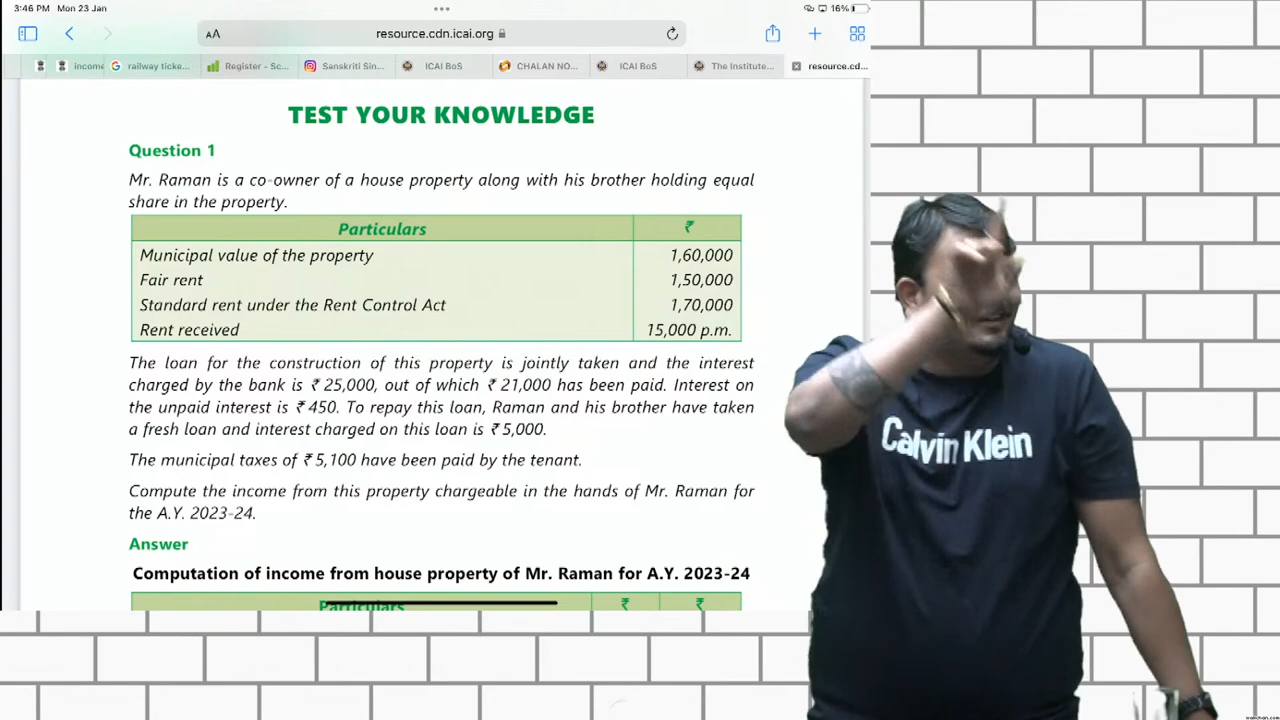 3:46 PM Mon 23 Jan
16%
AA
resource.cdn.icai.org
income
railway ticke...
Register - Sc...
Sanskriti Sin...
ICAI BoS
CHALAN NO...
ICAI BoS
The Institute...
resource.cd...
TEST YOUR KNOWLEDGE
Question 1
Mr. Raman is a co-owner of a house property along with his brother holding equal
share in the property.
Particulars ₹
Municipal value of the property 1,60,000
Fair rent 1,50,000
Standard rent under the Rent Control Act 1,70,000
Rent received 15,000 p.m.
The loan for the construction of this property is jointly taken and the interest
charged by the bank is ₹ 25,000, out of which ₹ 21,000 has been paid. Interest on
the unpaid interest is ₹ 450. To repay this loan, Raman and his brother have taken
a fresh loan and interest charged on this loan is ₹ 5,000.
The municipal taxes of ₹ 5,100 have been paid by the tenant.
Compute the income from this property chargeable in the hands of Mr. Raman for
the A.Y. 2023-24.
Answer
Computation of income from house property of Mr. Raman for A.Y. 2023-24
Particulars ₹ ₹
Calvin Klein